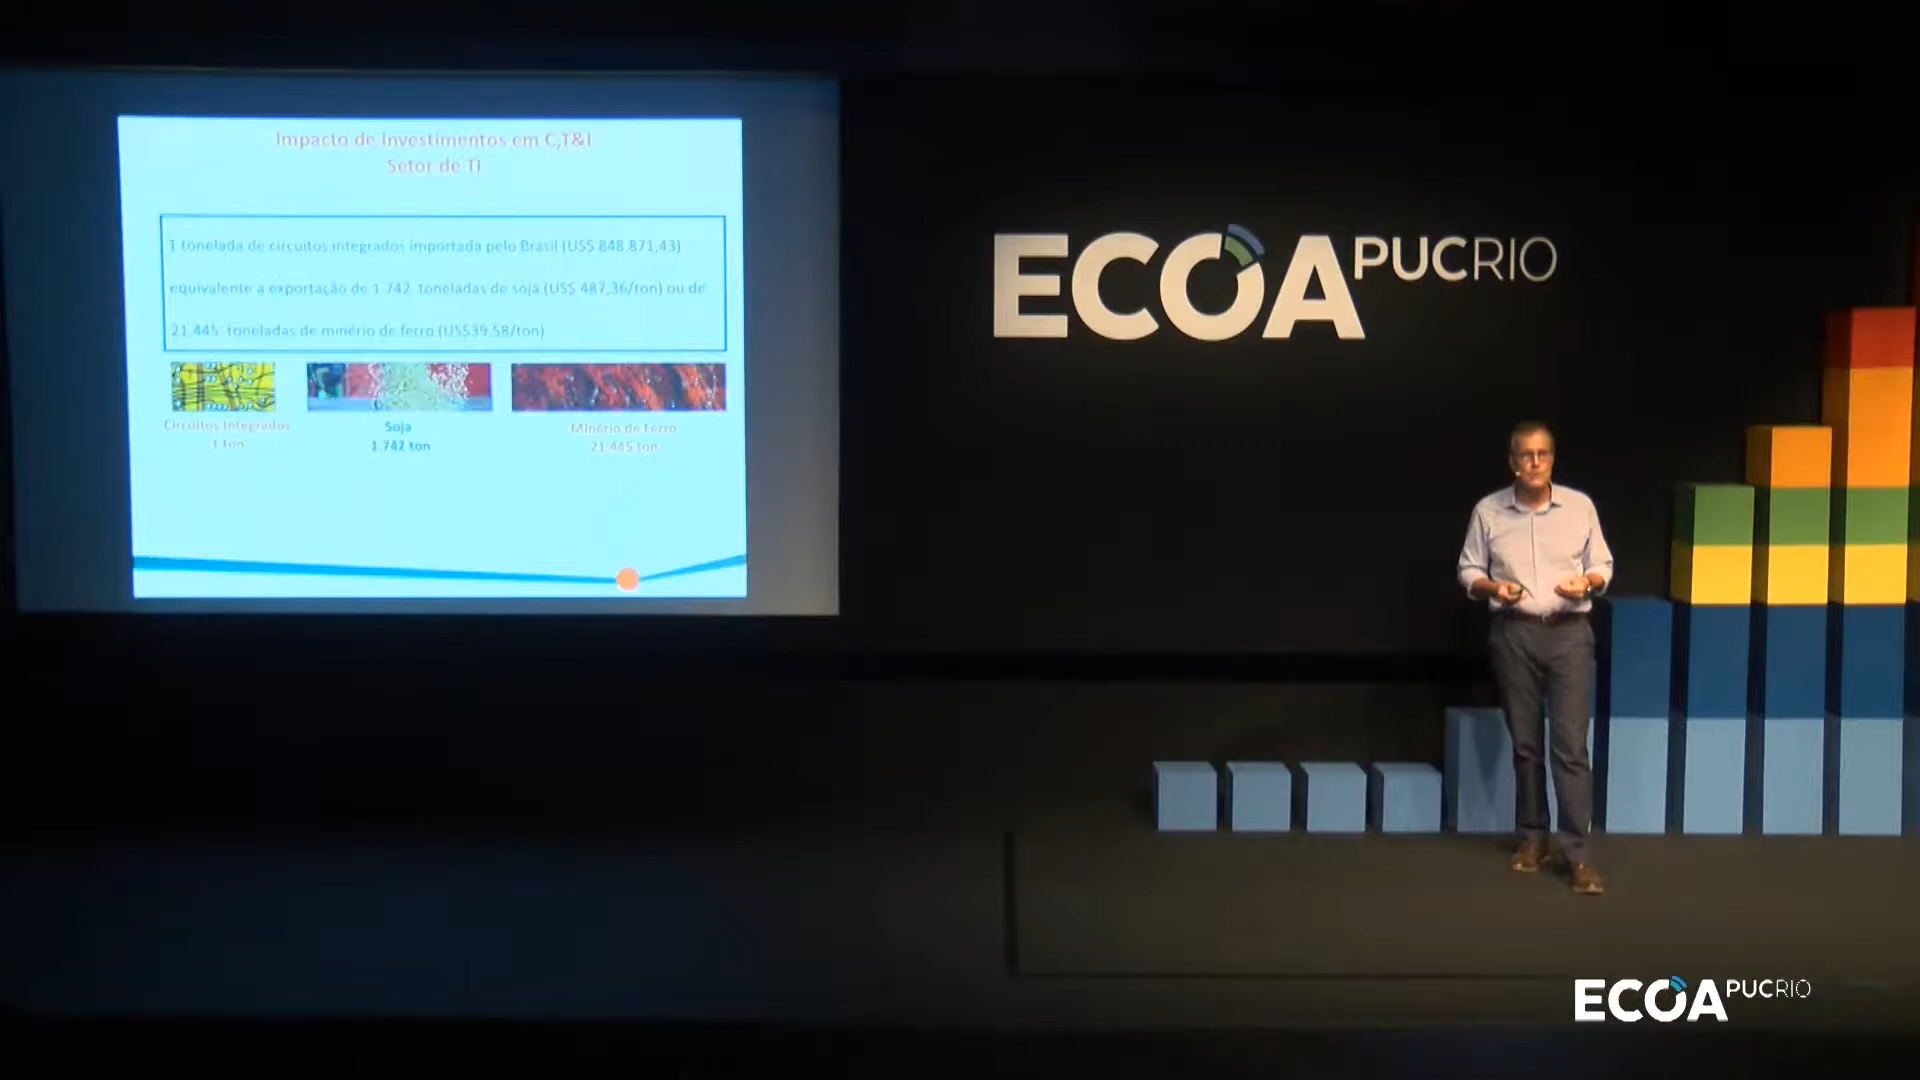 Impacto de Investimentos em C,T&I
Setor de TI
1 tonelada de circuitos integrados importada pelo Brasil (US$ 848.871,43)
equivalente a exportação de 1.742 toneladas de soja (US$ 487,36/ton) ou de
21.445 toneladas de minério de ferro (US$39.58/ton)
Circuitos Integrados
1 ton
Soja
1.742 ton
Minério de Ferro
21.445 ton
ECOA PUCRIO
ECOA PUCRIO